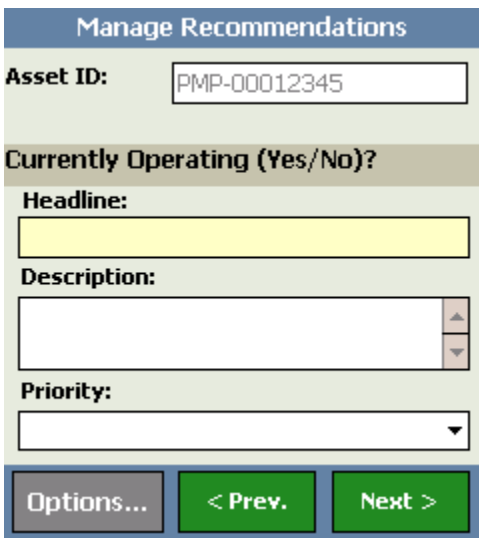 Manage Recommendations
Asset ID: PMP-00012345
Currently Operating (Yes/No)?
Headline:
Description:
Priority:
Options... < Prev. Next >